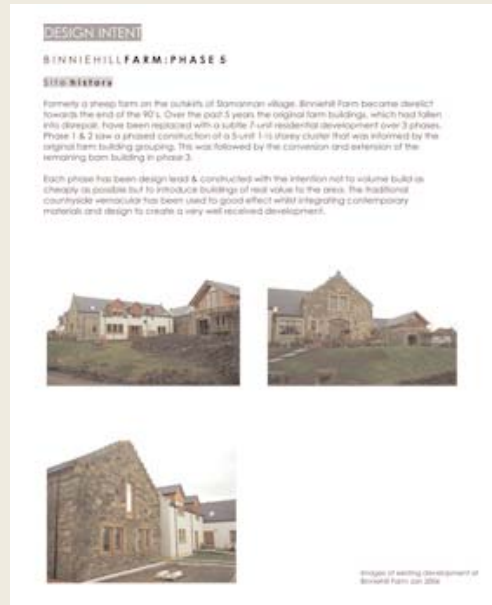 DESIGN INTENT
BINNIEHILL FARM: PHASE 5
Site history
Formerly a sheep farm on the outskirts of Slamannan village, Binniehill Farm became derelict
towards the end of the 90's. Over the past 5 years the original farm buildings, which had fallen
into disrepair, have been replaced with a subtle 7-unit residential development over 3 phases.
Phase 1 & 2 saw a phased construction of a 5-unit 1½ storey cluster that was informed by the
original farm building grouping. This was followed by the conversion and extension of the
remaining barn building in phase 3.
Each phase has been design lead & constructed with the intention not to volume build as
cheaply as possible but to introduce buildings of real value to the area. The traditional
countryside vernacular has been used to good effect whilst integrating contemporary
materials and design to create a very well received development.
Images of existing development at
Binniehill Farm Jan 2006